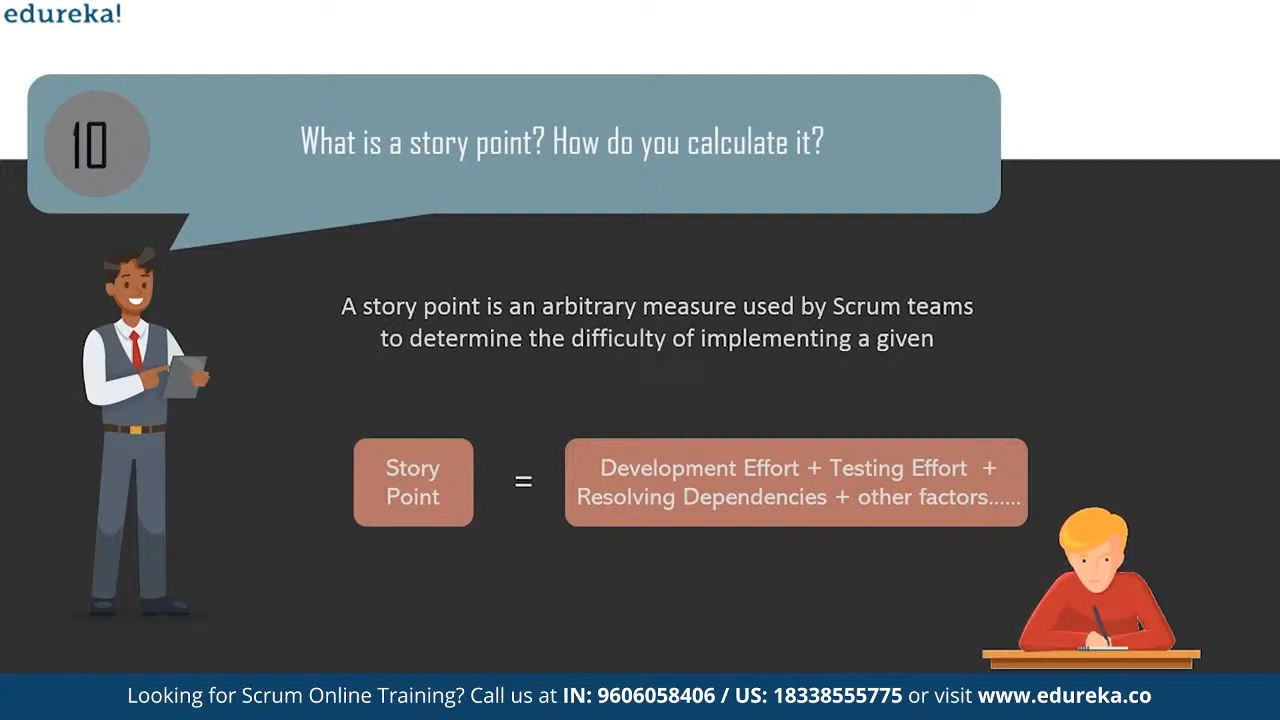 edureka!
10
What is a story point? How do you calculate it?
A story point is an arbitrary measure used by Scrum teams
to determine the difficulty of implementing a given
Story
Point
=
Development Effort + Testing Effort +
Resolving Dependencies + other factors......
Looking for Scrum Online Training? Call us at IN: 9606058406 / US: 18338555775 or visit www.edureka.co